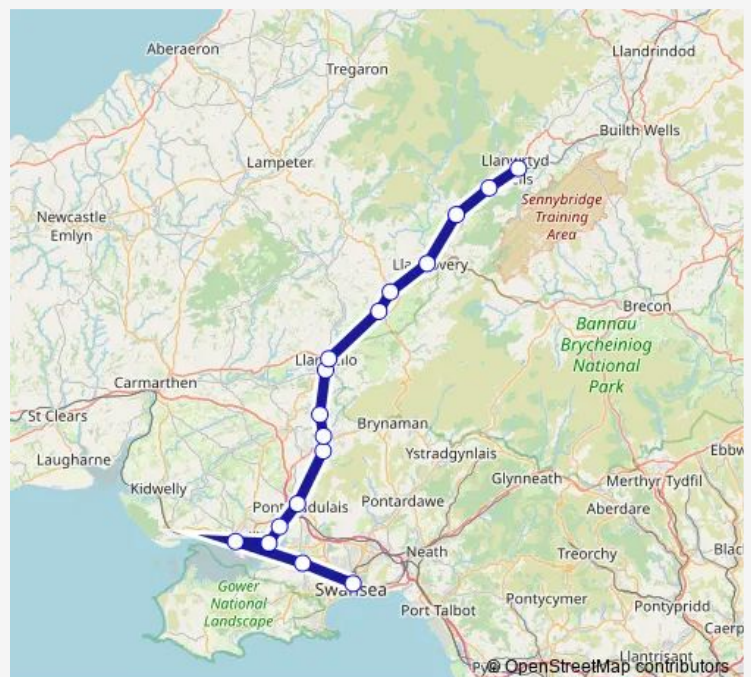 Aberaeron
Llandrindod
Tregaron
Builth Wells
Lampeter
Sennybridge
Training
Area
Newcastle
Emlyn
Brecon
Bannau
Brycheiniog
National
Park
Carmarthen
St Clears
Brynaman
Laugharne
Ystradgynlais
Glynneath
Merthyr Tydfil
Kidwelly
Pontardawe
Aberdare
Neath
Treorchy
Gower
National
Landscape
Swansea
Port Talbot
Pontycymer
Pontypridd
Llantrisant
© OpenStreetMap contributors